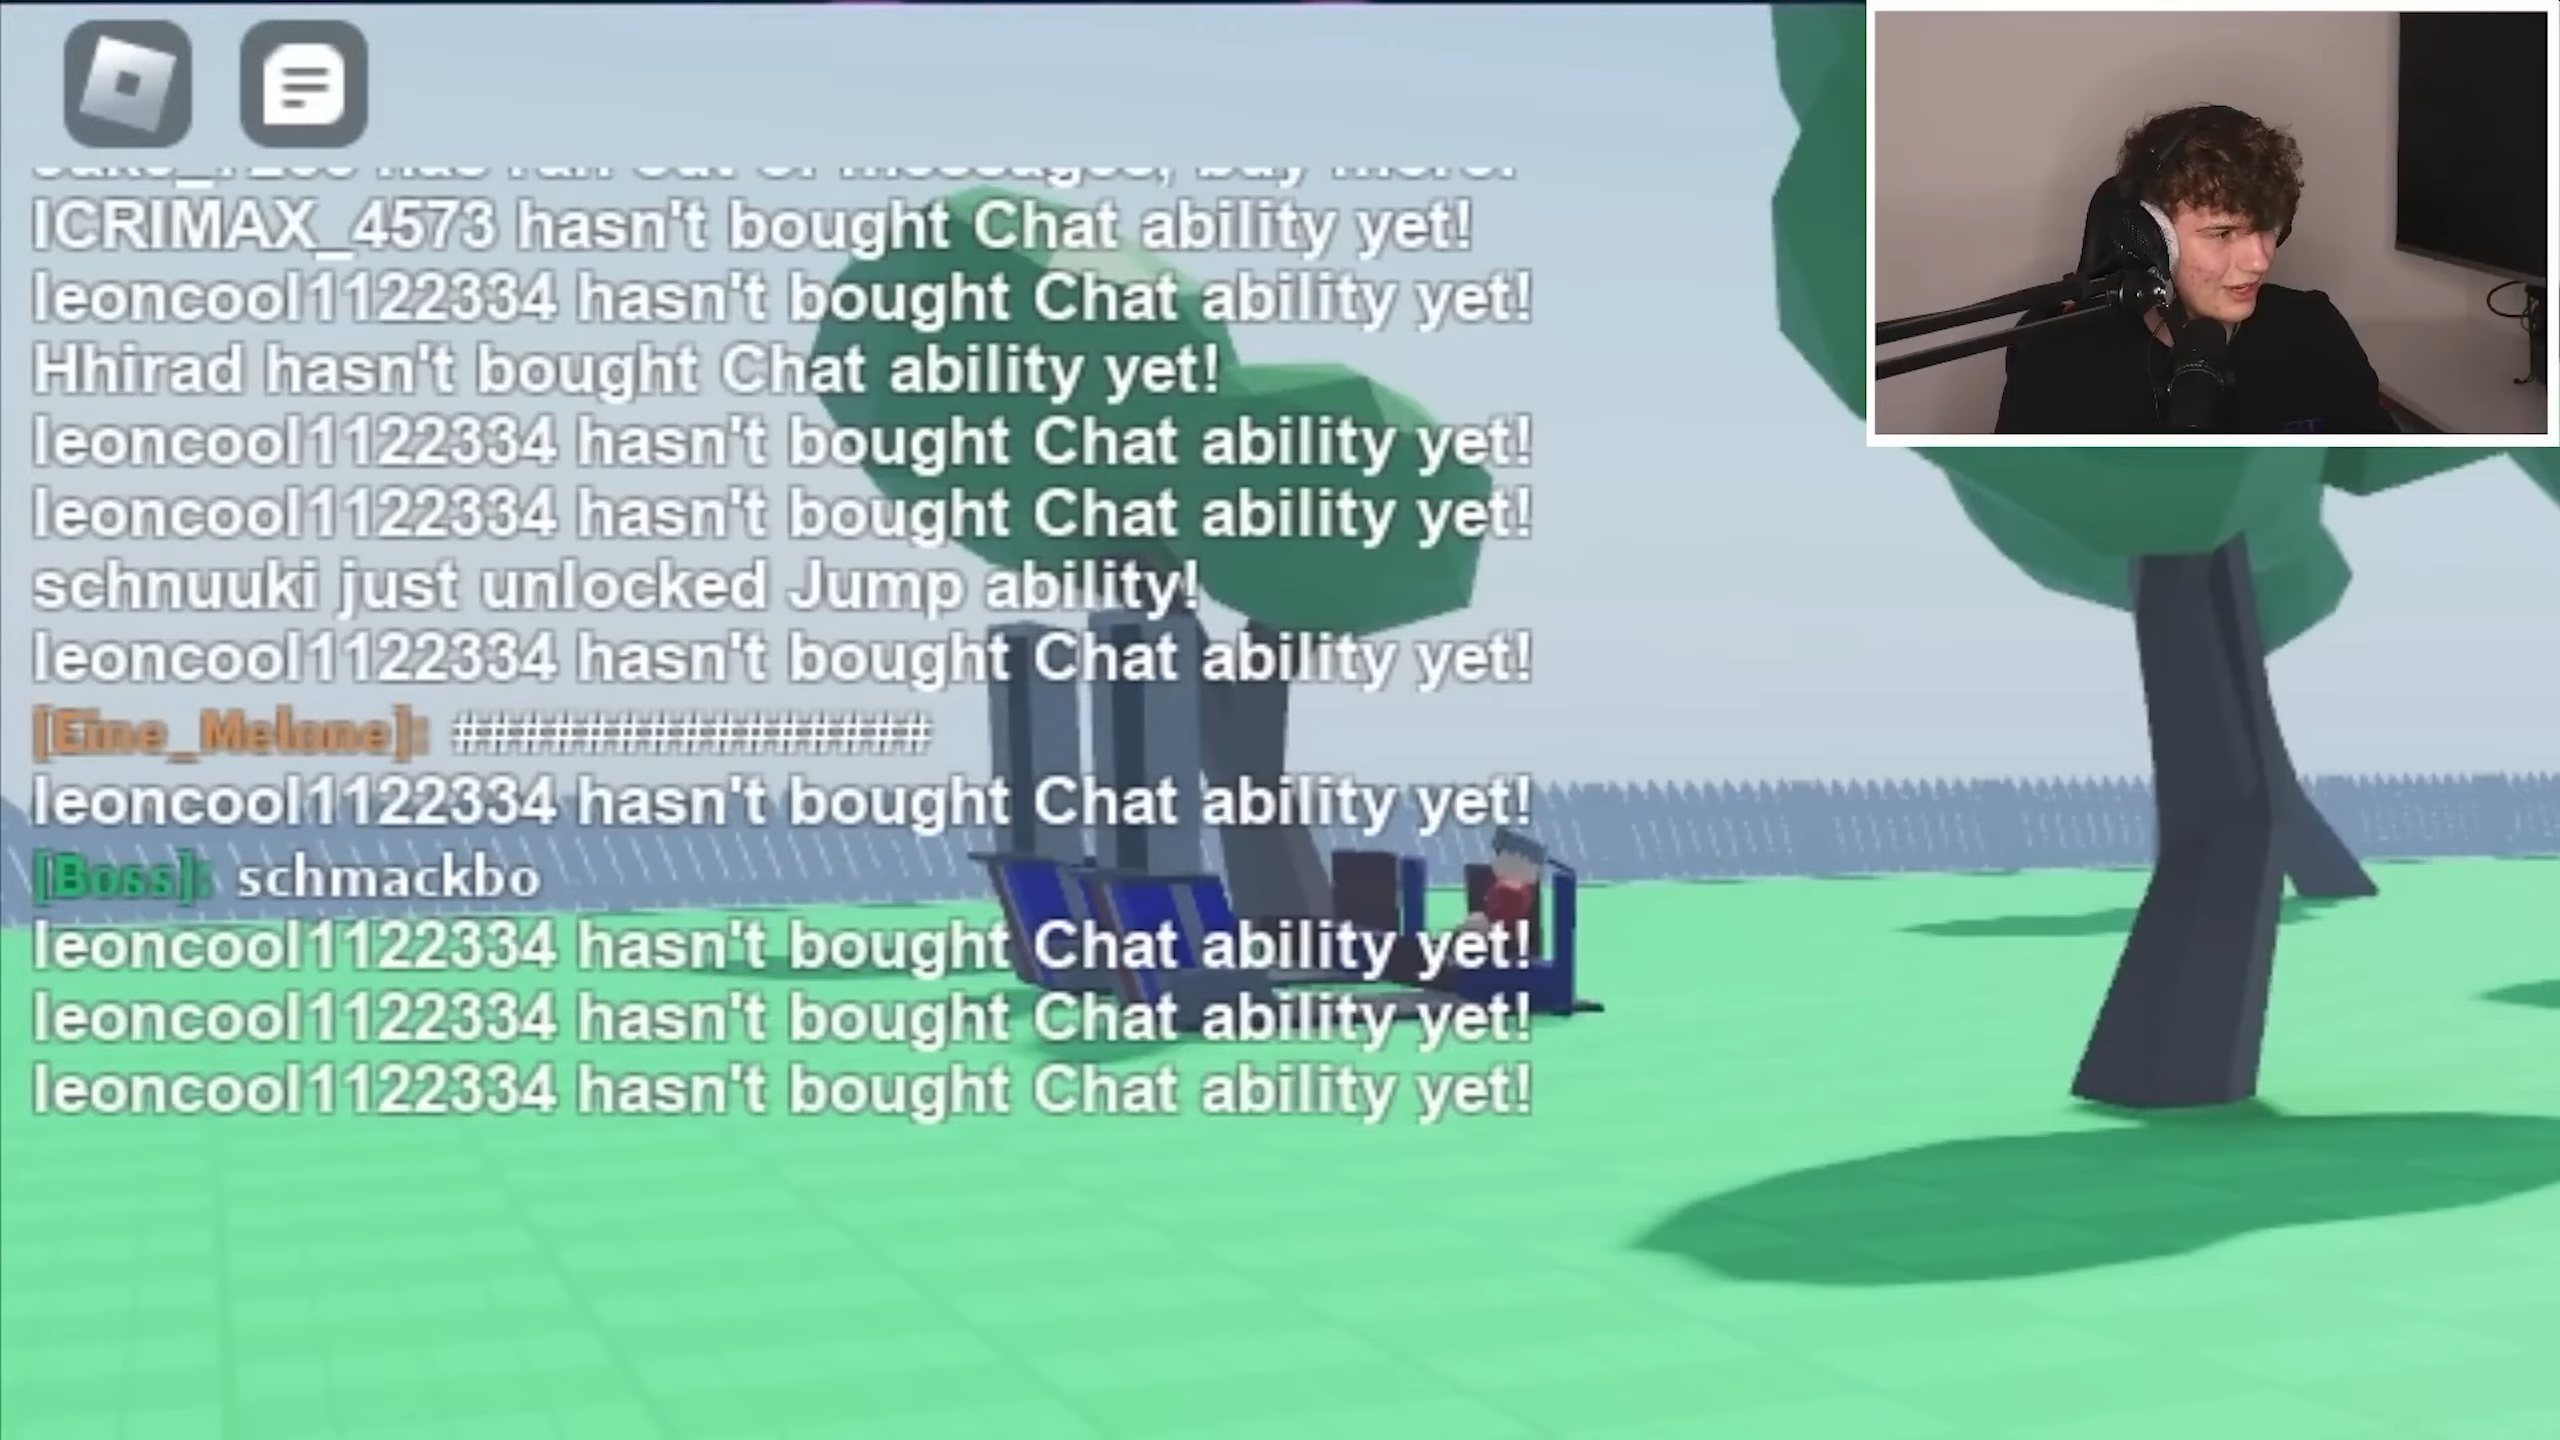 ICRIMAX_4573 hasn't bought Chat ability yet!
leoncool1122334 hasn't bought Chat ability yet!
Hhirad hasn't bought Chat ability yet!
leoncool1122334 hasn't bought Chat ability yet!
leoncool1122334 hasn't bought Chat ability yet!
schnuuki just unlocked Jump ability!
leoncool1122334 hasn't bought Chat ability yet!
[Eine_Melone]: ####################
leoncool1122334 hasn't bought Chat ability yet!
[Boss]: schmackbo
leoncool1122334 hasn't bought Chat ability yet!
leoncool1122334 hasn't bought Chat ability yet!
leoncool1122334 hasn't bought Chat ability yet!